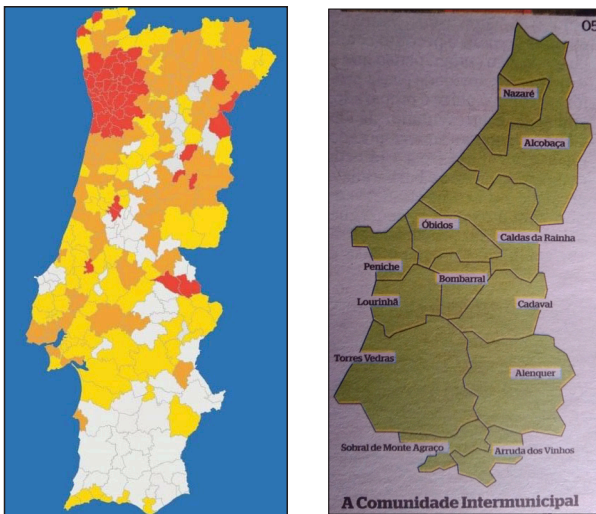 05
Nazaré
Alcobaça
Óbidos
Caldas da Rainha
Peniche
Bombarral
Lourinhã
Cadaval
Torres Vedras
Alenquer
Sobral de Monte Agraço
Arruda dos Vinhos
A Comunidade Intermunicipal